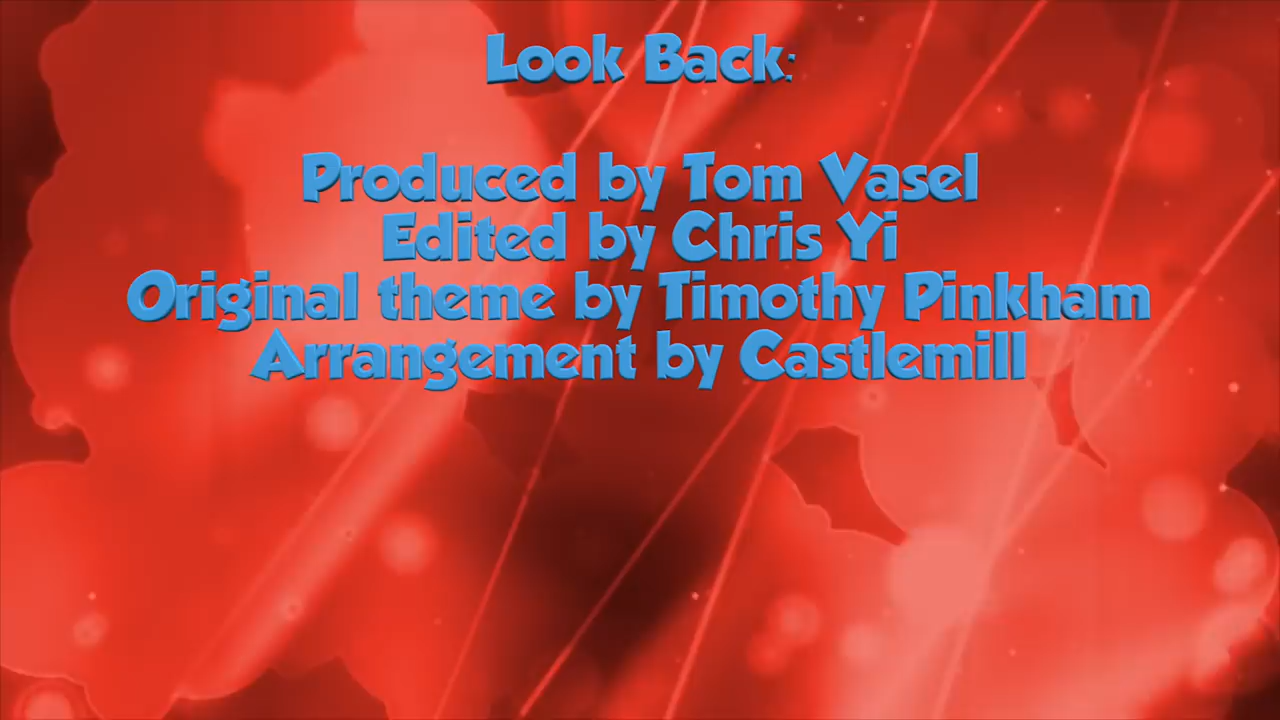 Look Back:
Produced by Tom Vasel
Edited by Chris Yi
Original theme by Timothy Pinkham
Arrangement by Castlemill